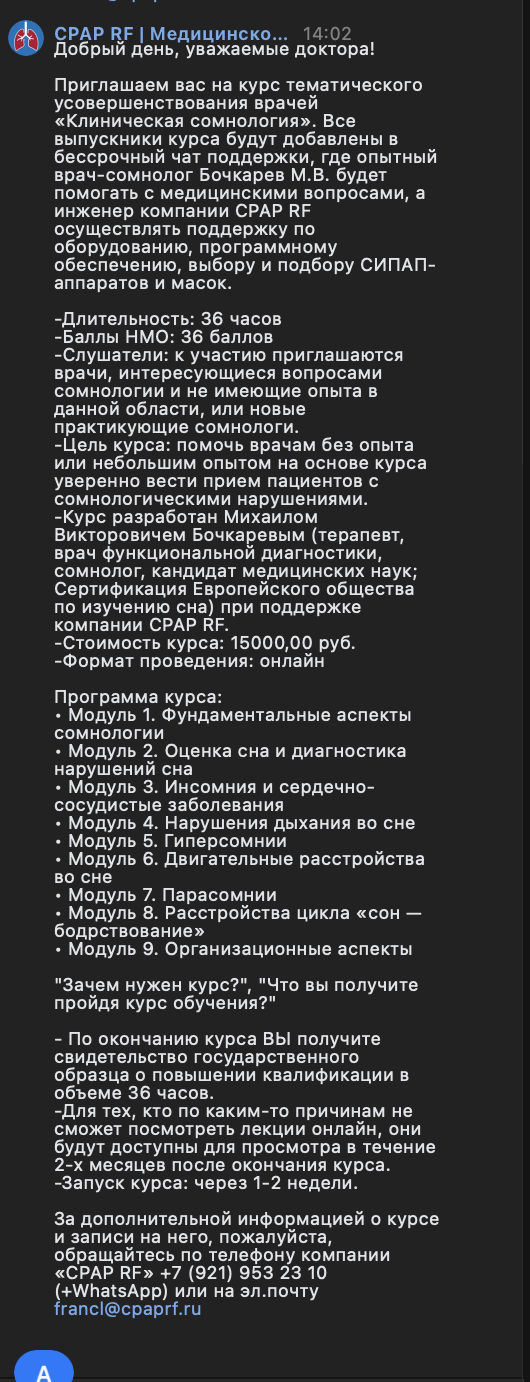 CPAP RF | Медицинско... 14:02
Добрый день, уважаемые доктора!
Приглашаем вас на курс тематического
усовершенствования врачей
«Клиническая сомнология». Все
выпускники курса будут добавлены в
бессрочный чат поддержки, где опытный
врач-сомнолог Бочкарев М.В. будет
помогать с медицинскими вопросами, а
инженер компании CPAP RF
осуществлять поддержку по
оборудованию, программному
обеспечению, выбору и подбору СИПАП-
аппаратов и масок.
-Длительность: 36 часов
-Баллы НМО: 36 баллов
-Слушатели: к участию приглашаются
врачи, интересующиеся вопросами
сомнологии и не имеющие опыта в
данной области, или новые
практикующие сомнологи.
-Цель курса: помочь врачам без опыта
или небольшим опытом на основе курса
уверенно вести прием пациентов с
сомнологическими нарушениями.
-Курс разработан Михаилом
Викторовичем Бочкаревым (терапевт,
врач функциональной диагностики,
сомнолог, кандидат медицинских наук;
Сертификация Европейского общества
по изучению сна) при поддержке
компании CPAP RF.
-Стоимость курса: 15000,00 руб.
-Формат проведения: онлайн
Программа курса:
• Модуль 1. Фундаментальные аспекты
сомнологии
• Модуль 2. Оценка сна и диагностика
нарушений сна
• Модуль 3. Инсомния и сердечно-
сосудистые заболевания
• Модуль 4. Нарушения дыхания во сне
• Модуль 5. Гиперсомнии
• Модуль 6. Двигательные расстройства
во сне
• Модуль 7. Парасомнии
• Модуль 8. Расстройства цикла «сон —
бодрствование»
• Модуль 9. Организационные аспекты
"Зачем нужен курс?", "Что вы получите
пройдя курс обучения?"
- По окончанию курса ВЫ получите
свидетельство государственного
образца о повышении квалификации в
объеме 36 часов.
-Для тех, кто по каким-то причинам не
сможет посмотреть лекции онлайн, они
будут доступны для просмотра в течение
2-х месяцев после окончания курса.
-Запуск курса: через 1-2 недели.
За дополнительной информацией о курсе
и записи на него, пожалуйста,
обращайтесь по телефону компании
«CPAP RF» +7 (921) 953 23 10
(+WhatsApp) или на эл.почту
francl@cpaprf.ru
A